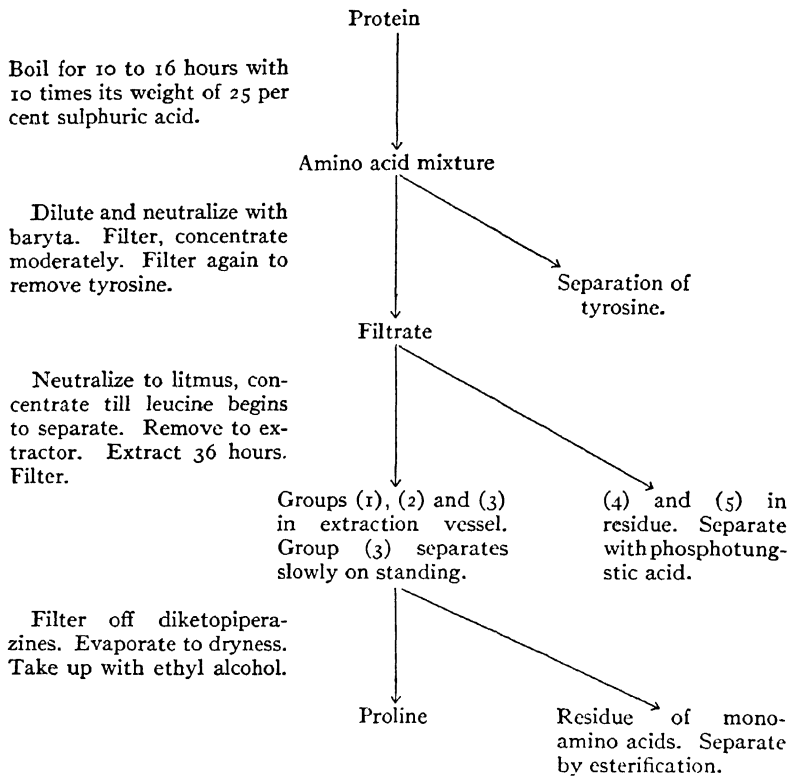 Protein
Boil for 10 to 16 hours with
10 times its weight of 25 per
cent sulphuric acid.
Amino acid mixture
Dilute and neutralize with
baryta. Filter, concentrate
moderately. Filter again to
remove tyrosine.
Separation of
tyrosine.
Filtrate
Neutralize to litmus, con-
centrate till leucine begins
to separate. Remove to ex-
tractor. Extract 36 hours.
Filter.
Groups (1), (2) and (3)
in extraction vessel.
Group (3) separates
slowly on standing.
(4) and (5) in
residue. Separate
with phosphotung-
stic acid.
Filter off diketopipera-
zines. Evaporate to dryness.
Take up with ethyl alcohol.
Proline
Residue of mono-
amino acids. Separate
by esterification.